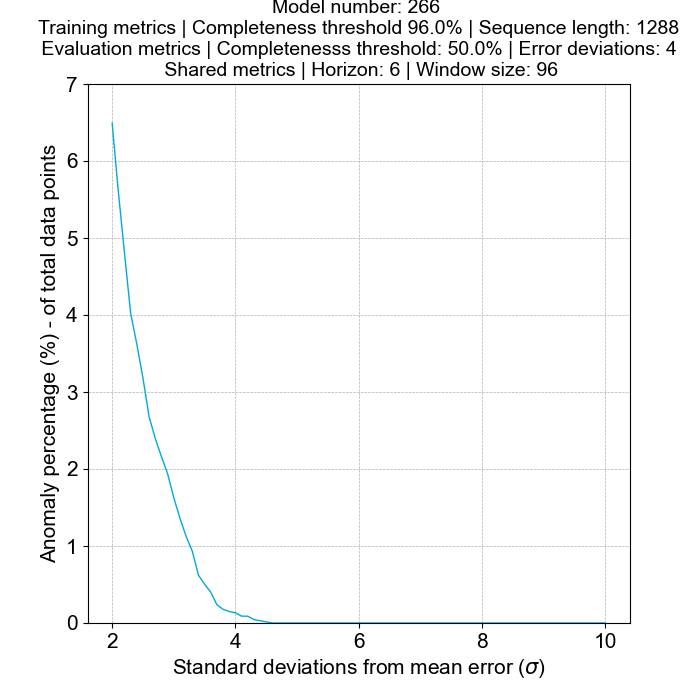 Model number: 266
Training metrics | Completeness threshold 96.0% | Sequence length: 1288
Evaluation metrics | Completenesss threshold: 50.0% | Error deviations: 4
Shared metrics | Horizon: 6 | Window size: 96
7
6
5
4
3
2
1
0
Anomaly percentage (%) - of total data points
2 4 6 8 10
Standard deviations from mean error (σ)